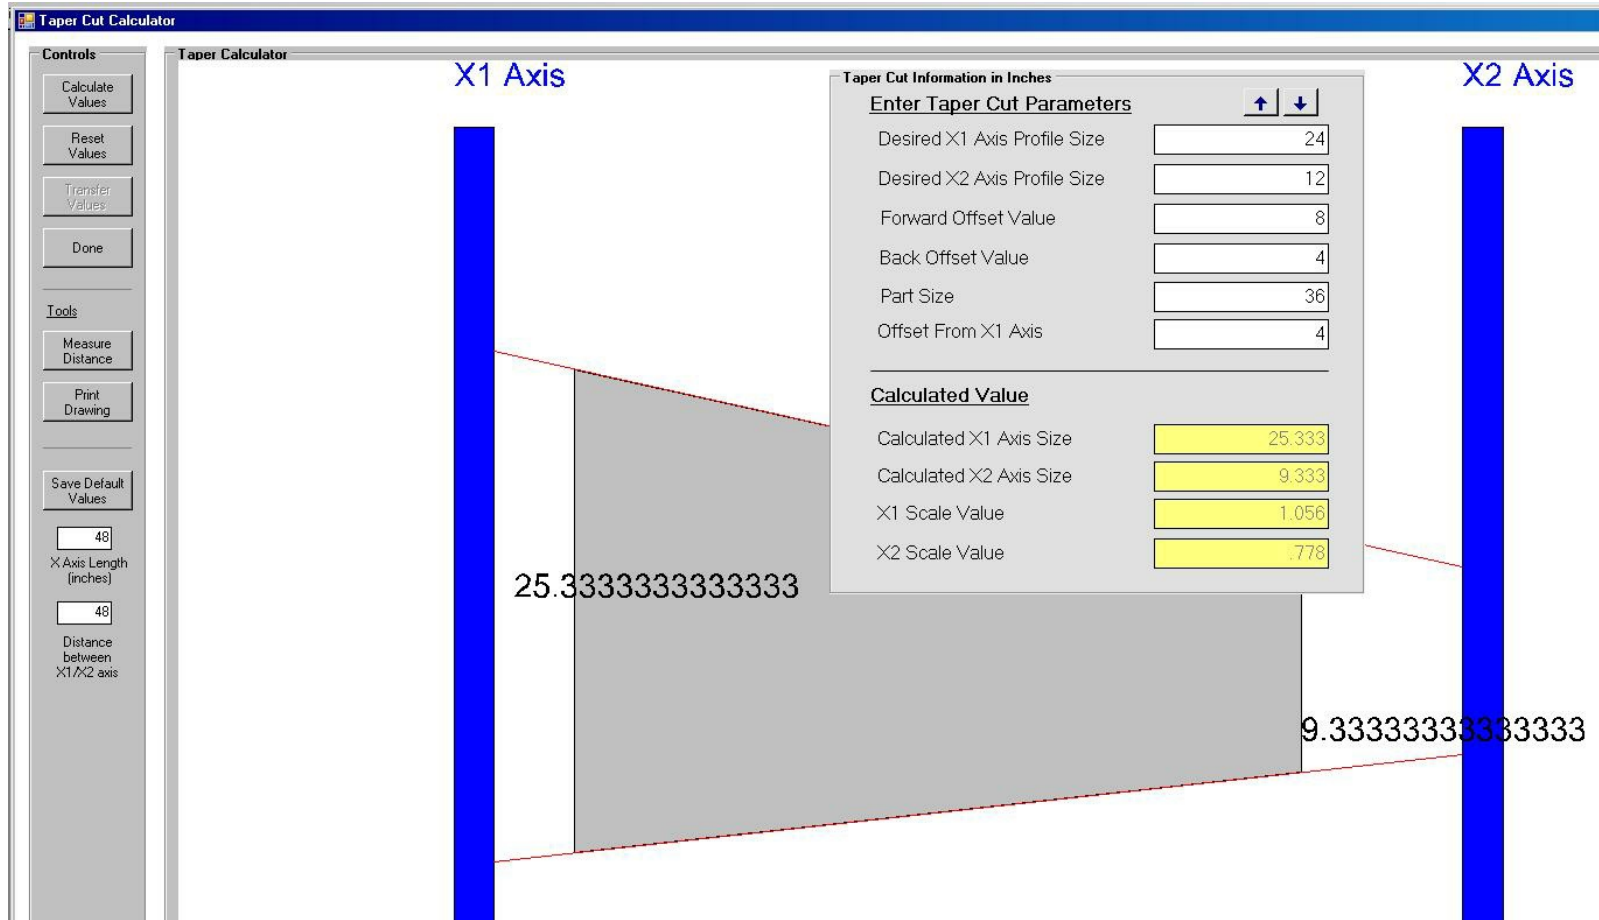 Taper Cut Calculator
Controls
Calculate
Values
Reset
Values
Transfer
Values
Done
Tools
Measure
Distance
Print
Drawing
Save Default
Values
48
X Axis Length
(inches)
48
Distance
between
X1/X2 axis
Taper Calculator
X1 Axis
X2 Axis
Taper Cut Information in Inches
Enter Taper Cut Parameters
Desired X1 Axis Profile Size 24
Desired X2 Axis Profile Size 12
Forward Offset Value 8
Back Offset Value 4
Part Size 36
Offset From X1 Axis 4
Calculated Value
Calculated X1 Axis Size 25.333
Calculated X2 Axis Size 9.333
X1 Scale Value 1.056
X2 Scale Value .778
25.3333333333333
9.33333333333333